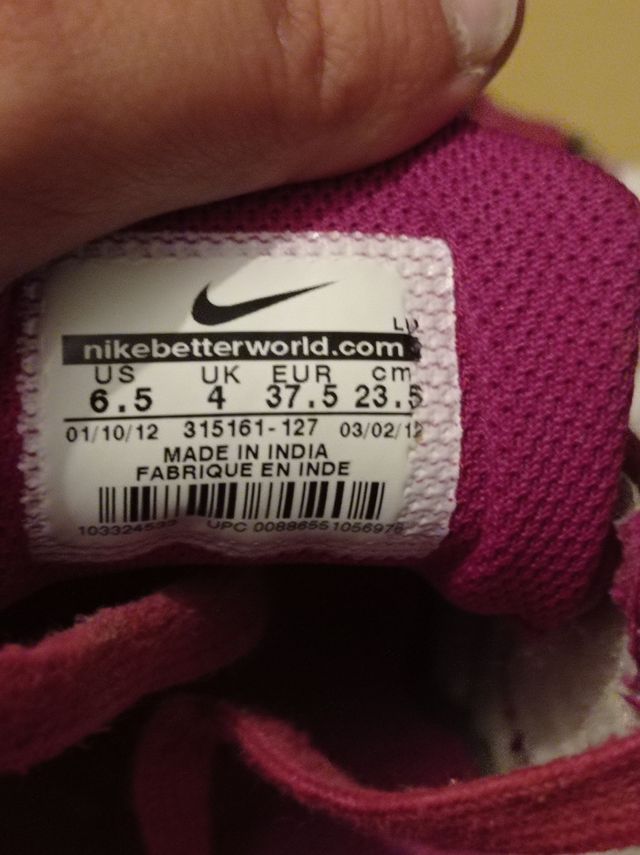 nikebetterworld.com
US UK EUR cm
6.5 4 37.5 23.5
01/10/12 315161-127 03/02/12
MADE IN INDIA
FABRIQUE EN INDE
UPC